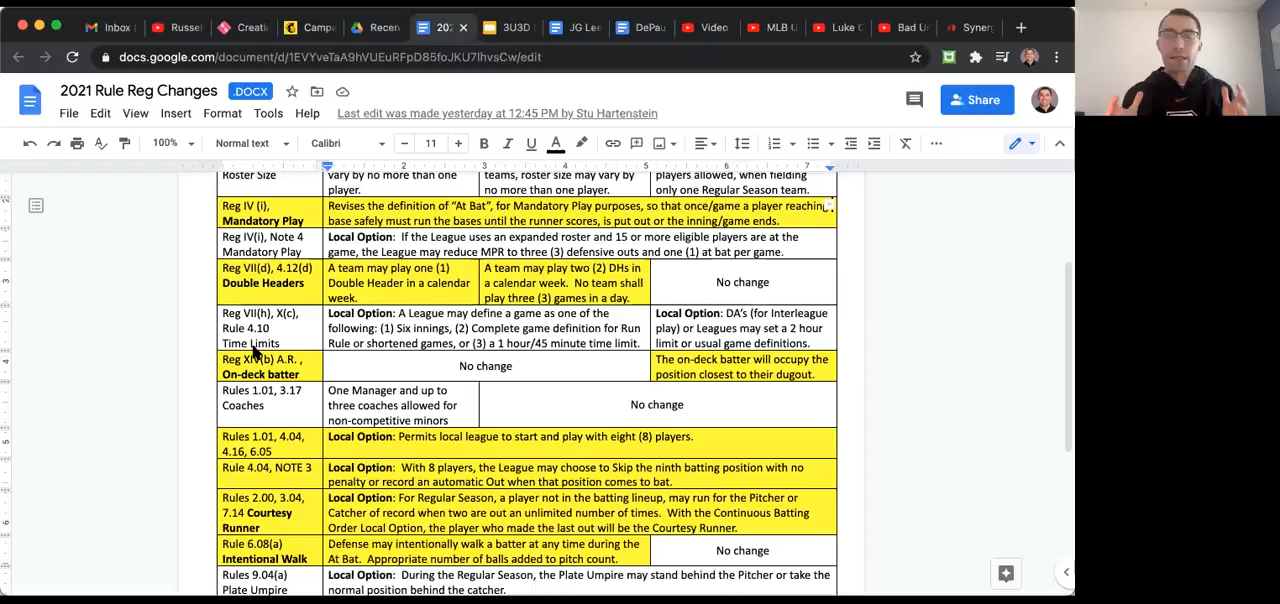 Inbox
Russel
Creati
Campa
Recen
202
3U3D
JG Lee
DePau
Video
MLB U
Luke C
Bad Un
Synerg
docs.google.com/document/d/1EVYveTaA9hVUEuRFpD85foJKU7lhvsCw/edit
2021 Rule Reg Changes .DOCX
Share
File Edit View Insert Format Tools Help Last edit was made yesterday at 12:45 PM by Stu Hartenstein
100% Normal text Calibri 11 B I U A
2 3 4 5 6 7
Roster Size
vary by no more than one
player.
teams, roster size may vary by
no more than one player.
players allowed, when fielding
only one Regular Season team.
Reg IV (i),
Mandatory Play
Revises the definition of “At Bat”, for Mandatory Play purposes, so that once/game a player reaching
base safely must run the bases until the runner scores, is put out or the inning/game ends.
Reg IV(i), Note 4
Mandatory Play
Local Option: If the League uses an expanded roster and 15 or more eligible players are at the
game, the League may reduce MPR to three (3) defensive outs and one (1) at bat per game.
Reg VII(d), 4.12(d)
Double Headers
A team may play one (1)
Double Header in a calendar
week.
A team may play two (2) DHs in
a calendar week. No team shall
play three (3) games in a day.
No change
Reg VII(h), X(c),
Rule 4.10
Time Limits
Local Option: A League may define a game as one of the
following: (1) Six innings, (2) Complete game definition for Run
Rule or shortened games, or (3) a 1 hour/45 minute time limit.
Local Option: DA's (for Interleague
play) or Leagues may set a 2 hour
limit or usual game definitions.
Reg XIV(b) A.R. ,
On-deck batter
No change
The on-deck batter will occupy the
position closest to their dugout.
Rules 1.01, 3.17
Coaches
One Manager and up to
three coaches allowed for
non-competitive minors
No change
Rules 1.01, 4.04,
4.16, 6.05
Local Option: Permits local league to start and play with eight (8) players.
Rule 4.04, NOTE 3
Local Option: With 8 players, the League may choose to Skip the ninth batting position with no
penalty or record an automatic Out when that position comes to bat.
Rules 2.00, 3.04,
7.14 Courtesy
Runner
Local Option: For Regular Season, a player not in the batting lineup, may run for the Pitcher or
Catcher of record when two are out an unlimited number of times. With the Continuous Batting
Order Local Option, the player who made the last out will be the Courtesy Runner.
Rule 6.08(a)
Intentional Walk
Defense may intentionally walk a batter at any time during the
At Bat. Appropriate number of balls added to pitch count.
No change
Rules 9.04(a)
Plate Umpire
Local Option: During the Regular Season, the Plate Umpire may stand behind the Pitcher or take the
normal position behind the catcher.